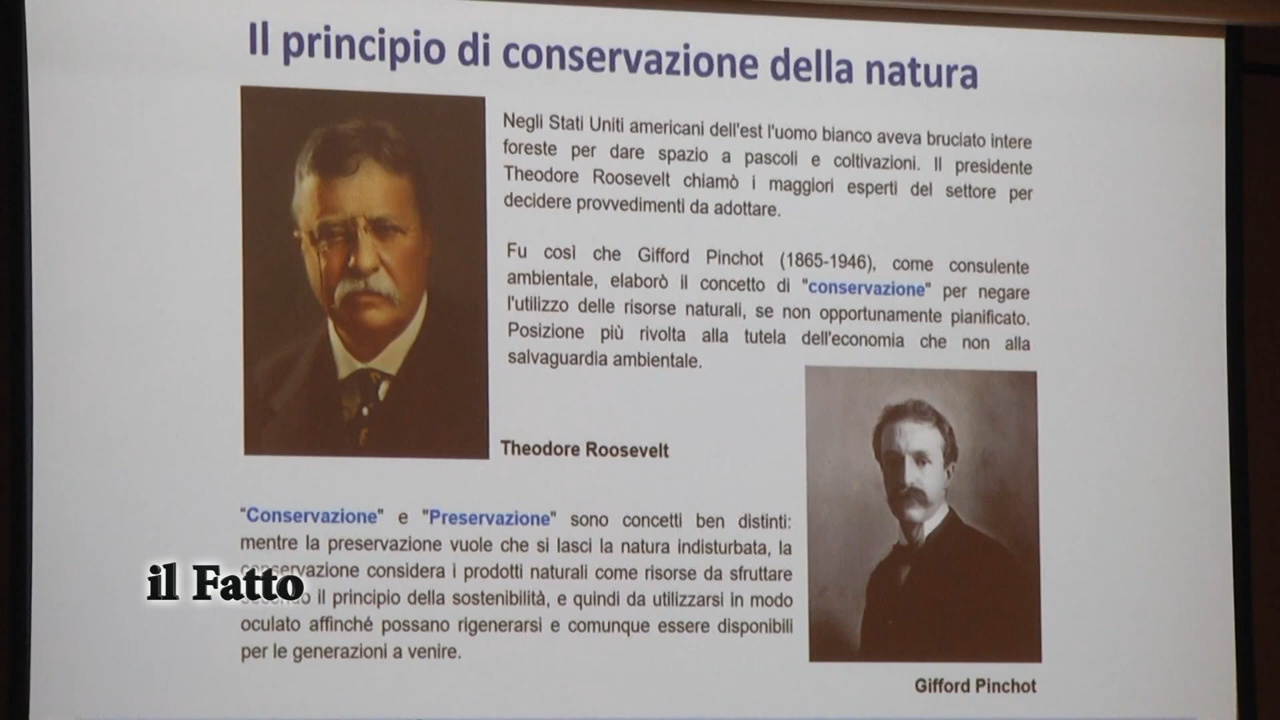 Il principio di conservazione della natura
Negli Stati Uniti americani dell'est l'uomo bianco aveva bruciato intere
foreste per dare spazio a pascoli e coltivazioni. Il presidente
Theodore Roosevelt chiamò i maggiori esperti del settore per
decidere provvedimenti da adottare.
Fu così che Gifford Pinchot (1865-1946), come consulente
ambientale, elaborò il concetto di "conservazione" per negare
l'utilizzo delle risorse naturali, se non opportunamente pianificato.
Posizione più rivolta alla tutela dell'economia che non alla
salvaguardia ambientale.
Theodore Roosevelt
"Conservazione" e "Preservazione" sono concetti ben distinti:
mentre la preservazione vuole che si lasci la natura indisturbata, la
conservazione considera i prodotti naturali come risorse da sfruttare
il Fatto
secondo il principio della sostenibilità, e quindi da utilizzarsi in modo
oculato affinché possano rigenerarsi e comunque essere disponibili
per le generazioni a venire.
Gifford Pinchot